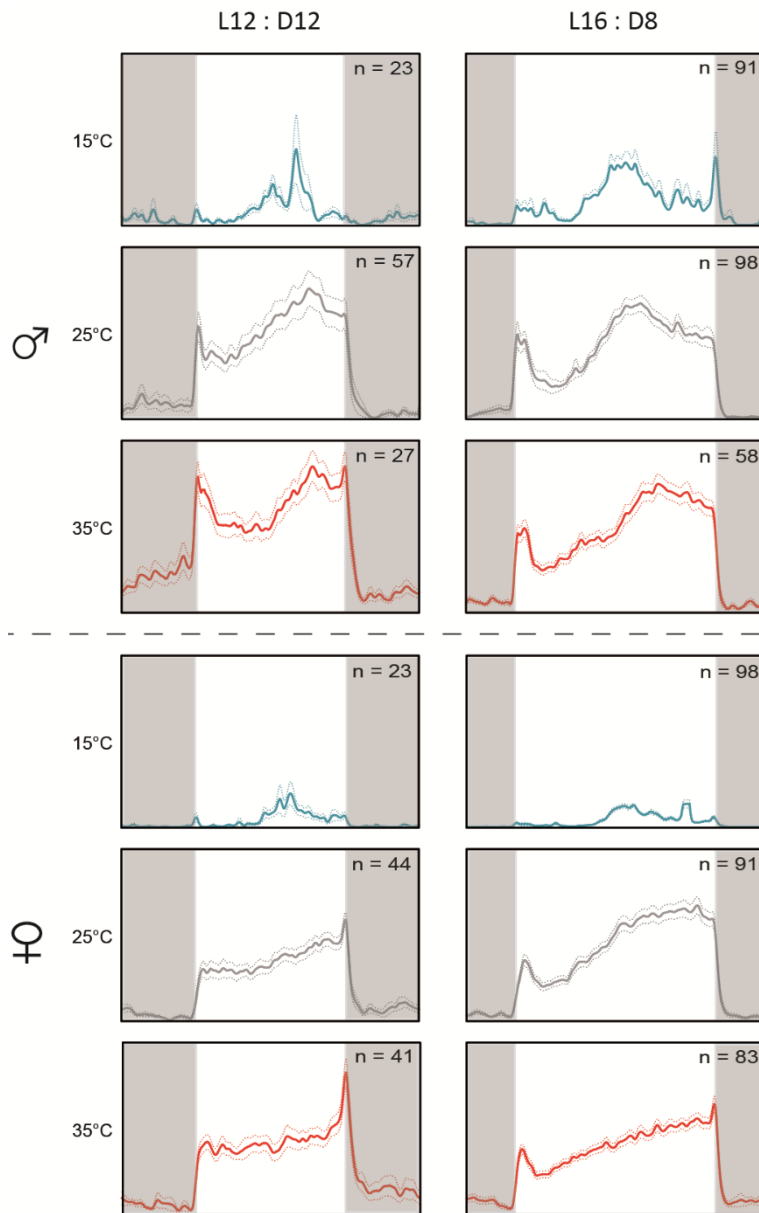 L12 : D12
L16 : D8
n = 23
n = 91
15°C
n = 57
n = 98
♂
25°C
n = 27
n = 58
35°C
n = 23
n = 98
15°C
n = 44
n = 91
♀
25°C
n = 41
n = 83
35°C